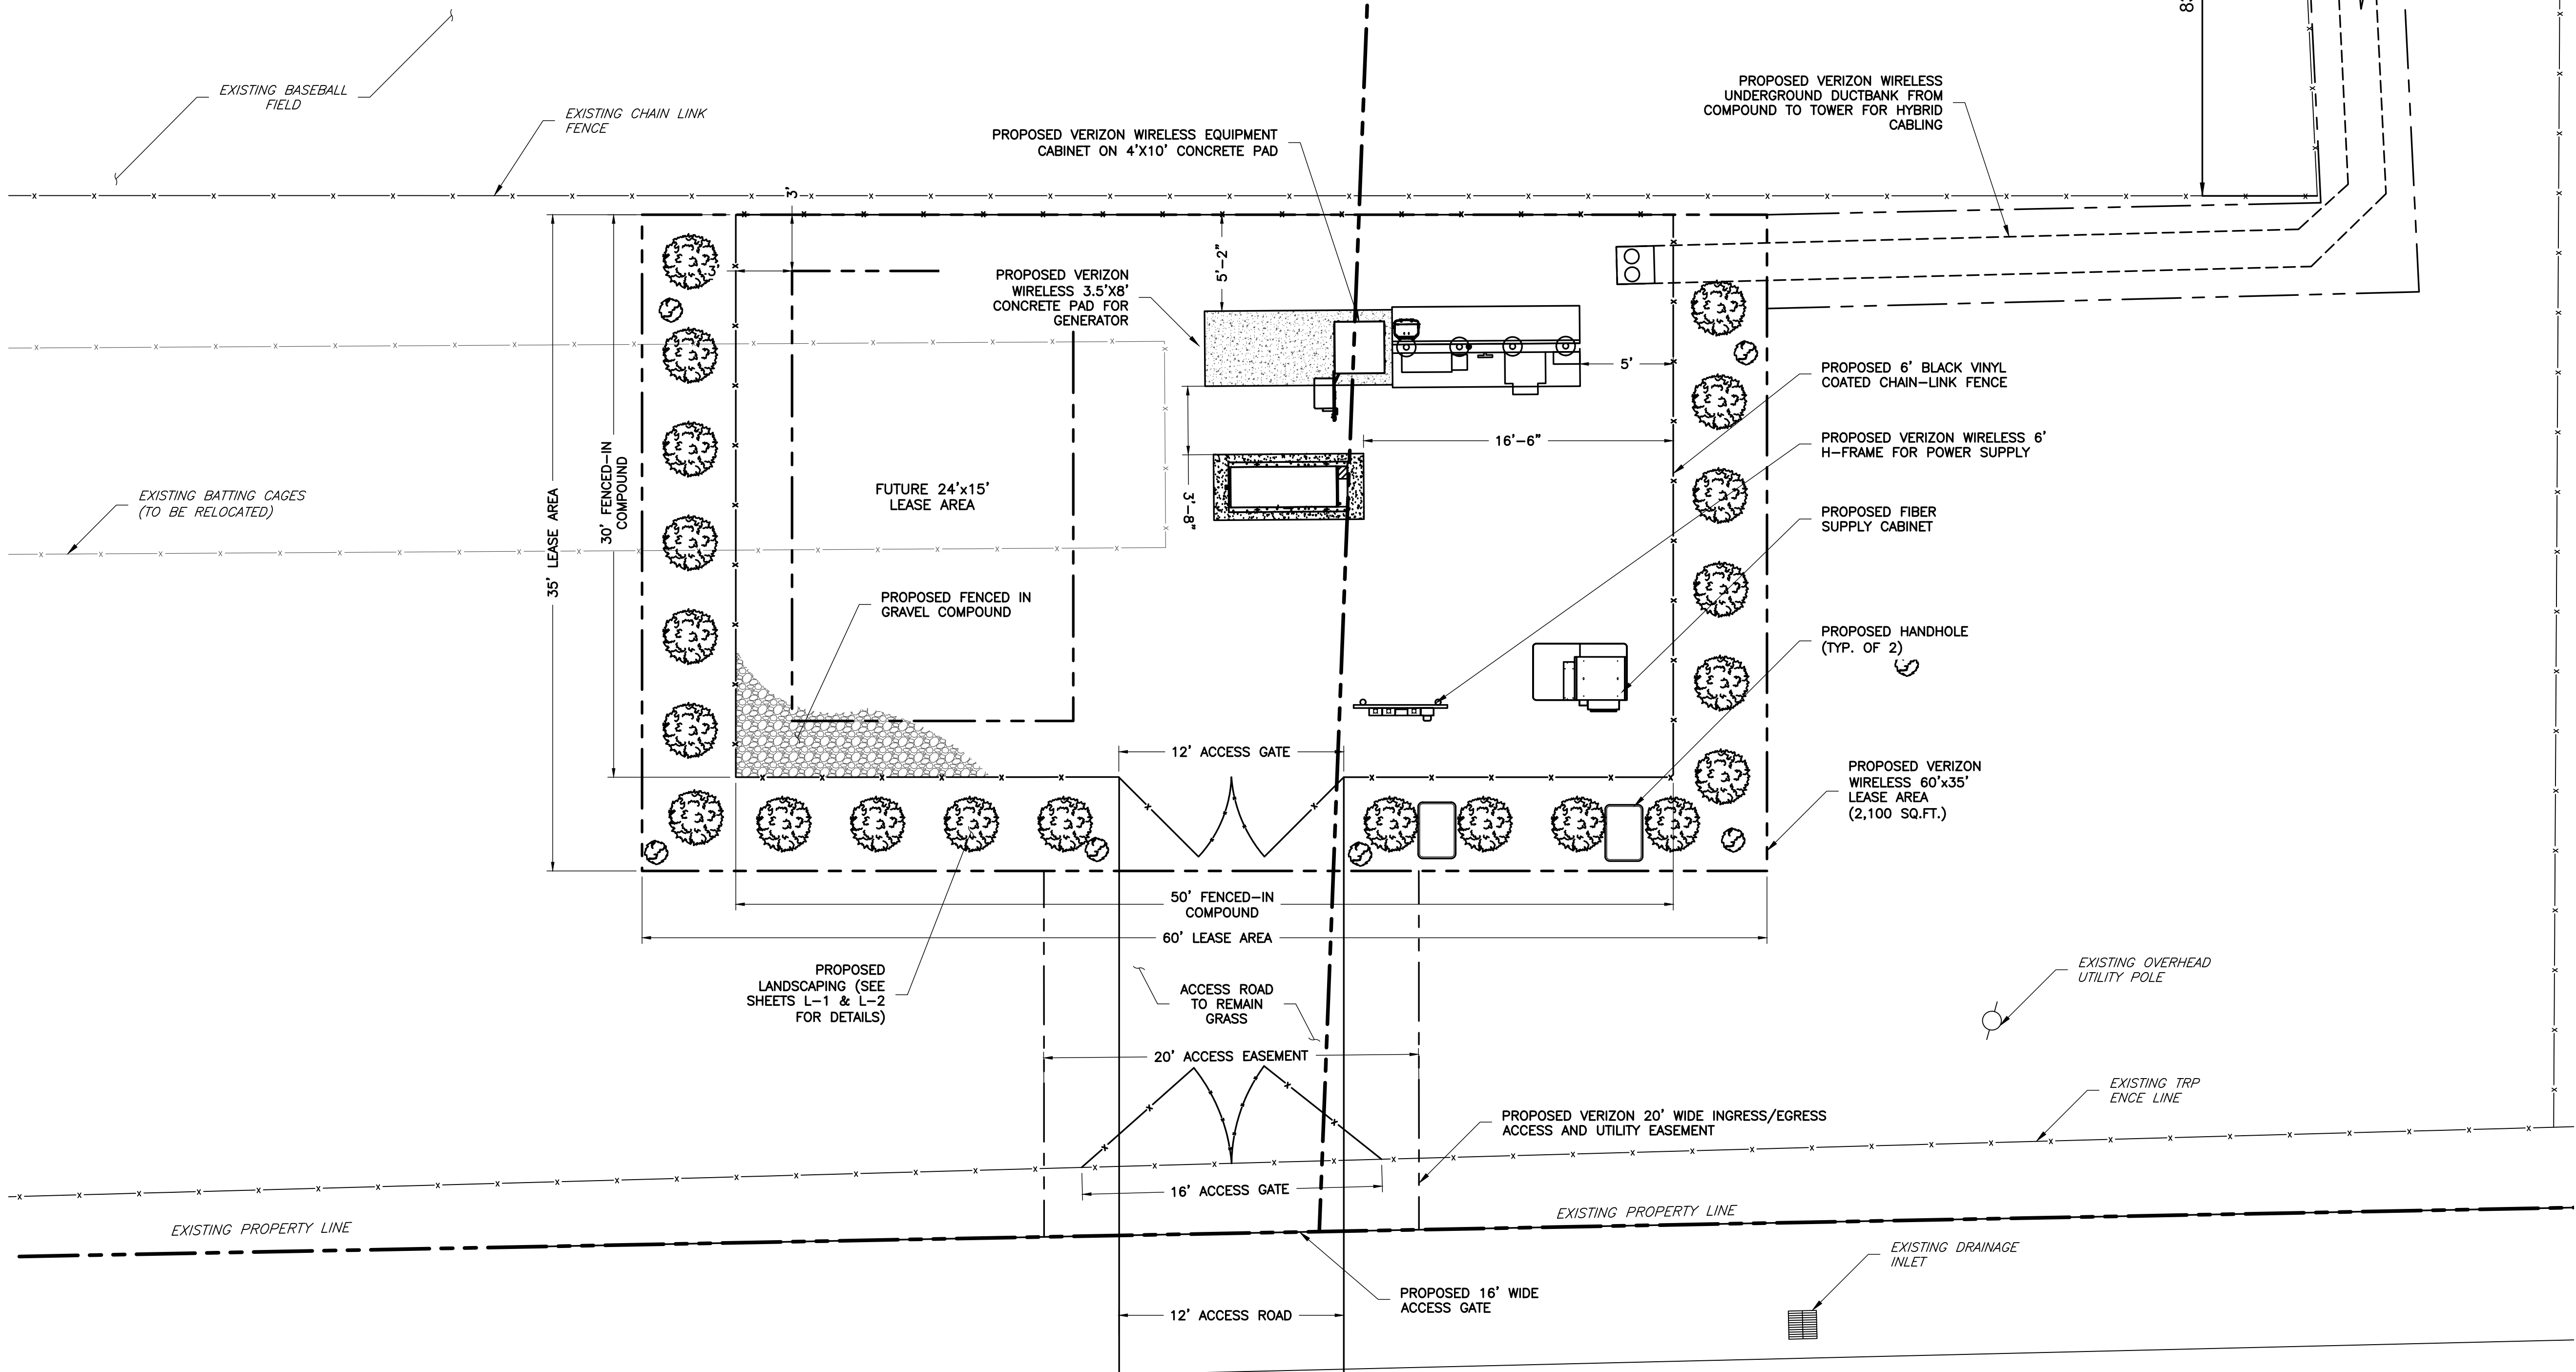 EXISTING BASEBALL
FIELD
EXISTING CHAIN LINK
FENCE
PROPOSED VERIZON WIRELESS EQUIPMENT
CABINET ON 4'X10' CONCRETE PAD
PROPOSED VERIZON WIRELESS
UNDERGROUND DUCTBANK FROM
COMPOUND TO TOWER FOR HYBRID
CABLING
3'
3'
5'-2"
PROPOSED VERIZON
WIRELESS 3.5'X8'
CONCRETE PAD FOR
GENERATOR
5'
PROPOSED 6' BLACK VINYL
COATED CHAIN-LINK FENCE
16'-6"
PROPOSED VERIZON WIRELESS 6'
H-FRAME FOR POWER SUPPLY
35' LEASE AREA
30' FENCED-IN
COMPOUND
EXISTING BATTING CAGES
(TO BE RELOCATED)
FUTURE 24'x15'
LEASE AREA
3'-8"
PROPOSED FIBER
SUPPLY CABINET
PROPOSED FENCED IN
GRAVEL COMPOUND
PROPOSED HANDHOLE
(TYP. OF 2)
12' ACCESS GATE
PROPOSED VERIZON
WIRELESS 60'x35'
LEASE AREA
(2,100 SQ.FT.)
50' FENCED-IN
COMPOUND
60' LEASE AREA
PROPOSED
LANDSCAPING (SEE
SHEETS L-1 & L-2
FOR DETAILS)
ACCESS ROAD
TO REMAIN
GRASS
EXISTING OVERHEAD
UTILITY POLE
20' ACCESS EASEMENT
EXISTING TRP
ENCE LINE
PROPOSED VERIZON 20' WIDE INGRESS/EGRESS
ACCESS AND UTILITY EASEMENT
16' ACCESS GATE
EXISTING PROPERTY LINE
EXISTING PROPERTY LINE
EXISTING DRAINAGE
INLET
PROPOSED 16' WIDE
ACCESS GATE
12' ACCESS ROAD